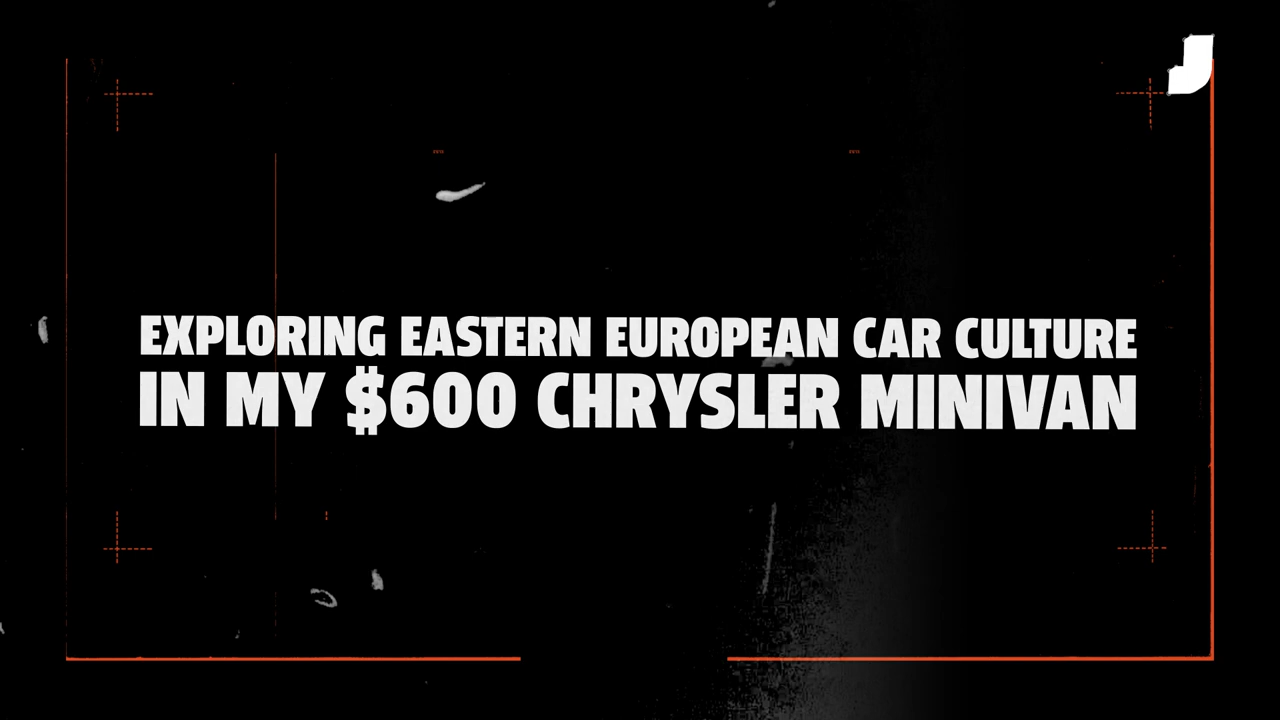 EXPLORING EASTERN EUROPEAN CAR CULTURE
IN MY $600 CHRYSLER MINIVAN